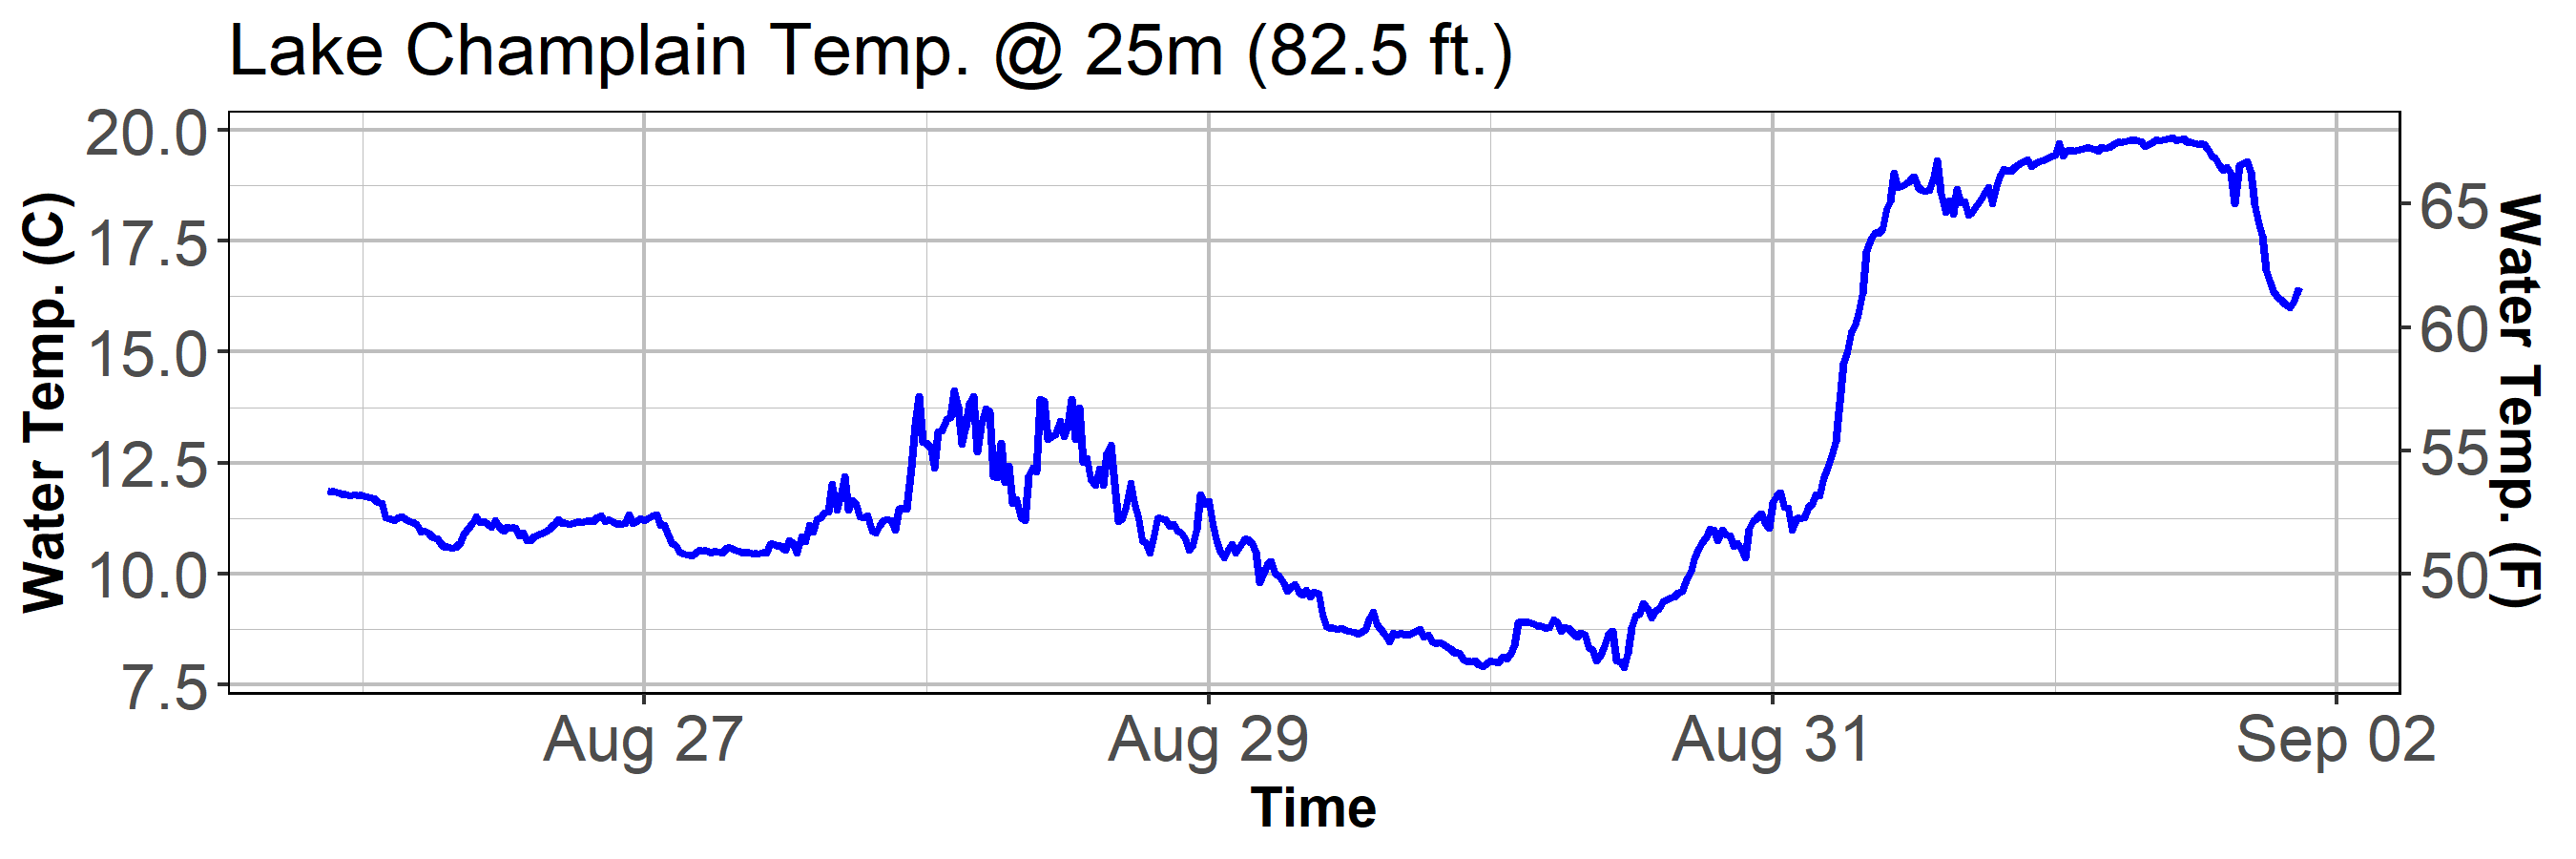 Lake Champlain Temp. @ 25m (82.5 ft.)
Water Temp. (C)
20.0
17.5
15.0
12.5
10.0
7.5
65
60
55
50
Water Temp. (F)
Aug 27
Aug 29
Aug 31
Sep 02
Time